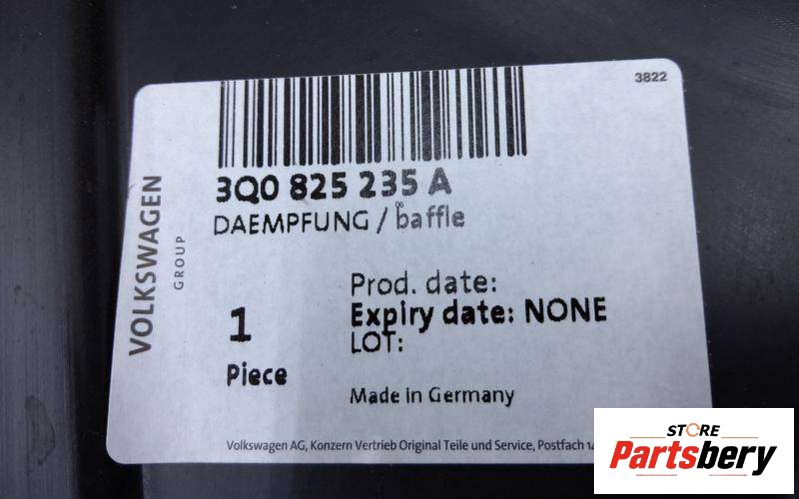 3822
3Q0 825 235 A
DAEMPFUNG / baffle
VOLKSWAGEN
GROUP
1
Piece
Prod. date:
Expiry date: NONE
LOT:
Made in Germany
Volkswagen AG, Konzern Vertrieb Original Teile und Service, Postfach
STORE
Partsbery